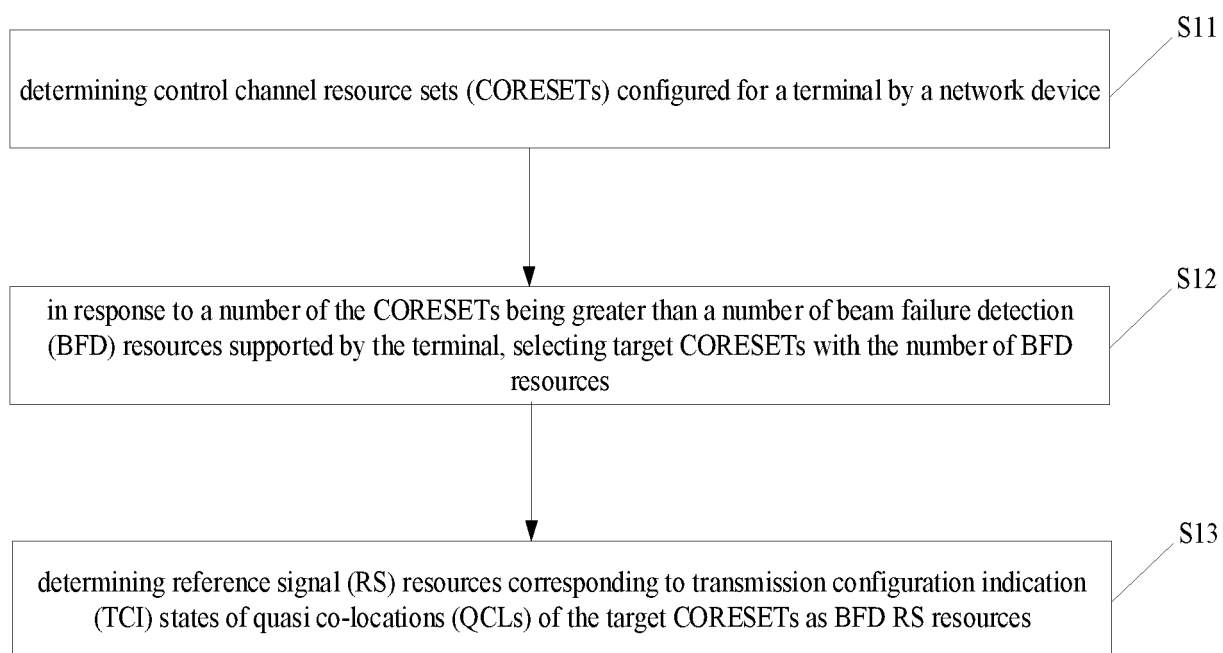 S11
determining control channel resource sets (CORESETs) configured for a terminal by a network device
S12
in response to a number of the CORESETs being greater than a number of beam failure detection
(BFD) resources supported by the terminal, selecting target CORESETs with the number of BFD
resources
S13
determining reference signal (RS) resources corresponding to transmission configuration indication
(TCI) states of quasi co-locations (QCLs) of the target CORESETs as BFD RS resources